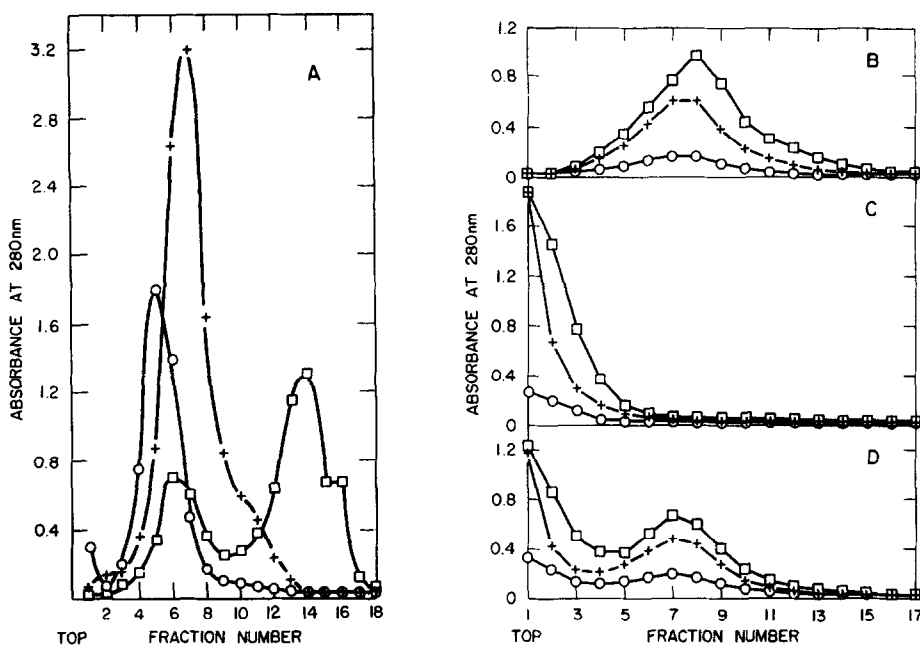 A
3.2
2.8
2.4
2.0
1.6
1.2
0.8
0.4
ABSORBANCE AT 280nm
2 4 6 8 10 12 14 16 18
TOP FRACTION NUMBER
B
1.2
0.8
0.4
0
C
1.6
1.2
0.8
0.4
0
D
1.2
0.8
0.4
0
ABSORBANCE AT 280nm
1 3 5 7 9 11 13 15 17
TOP FRACTION NUMBER